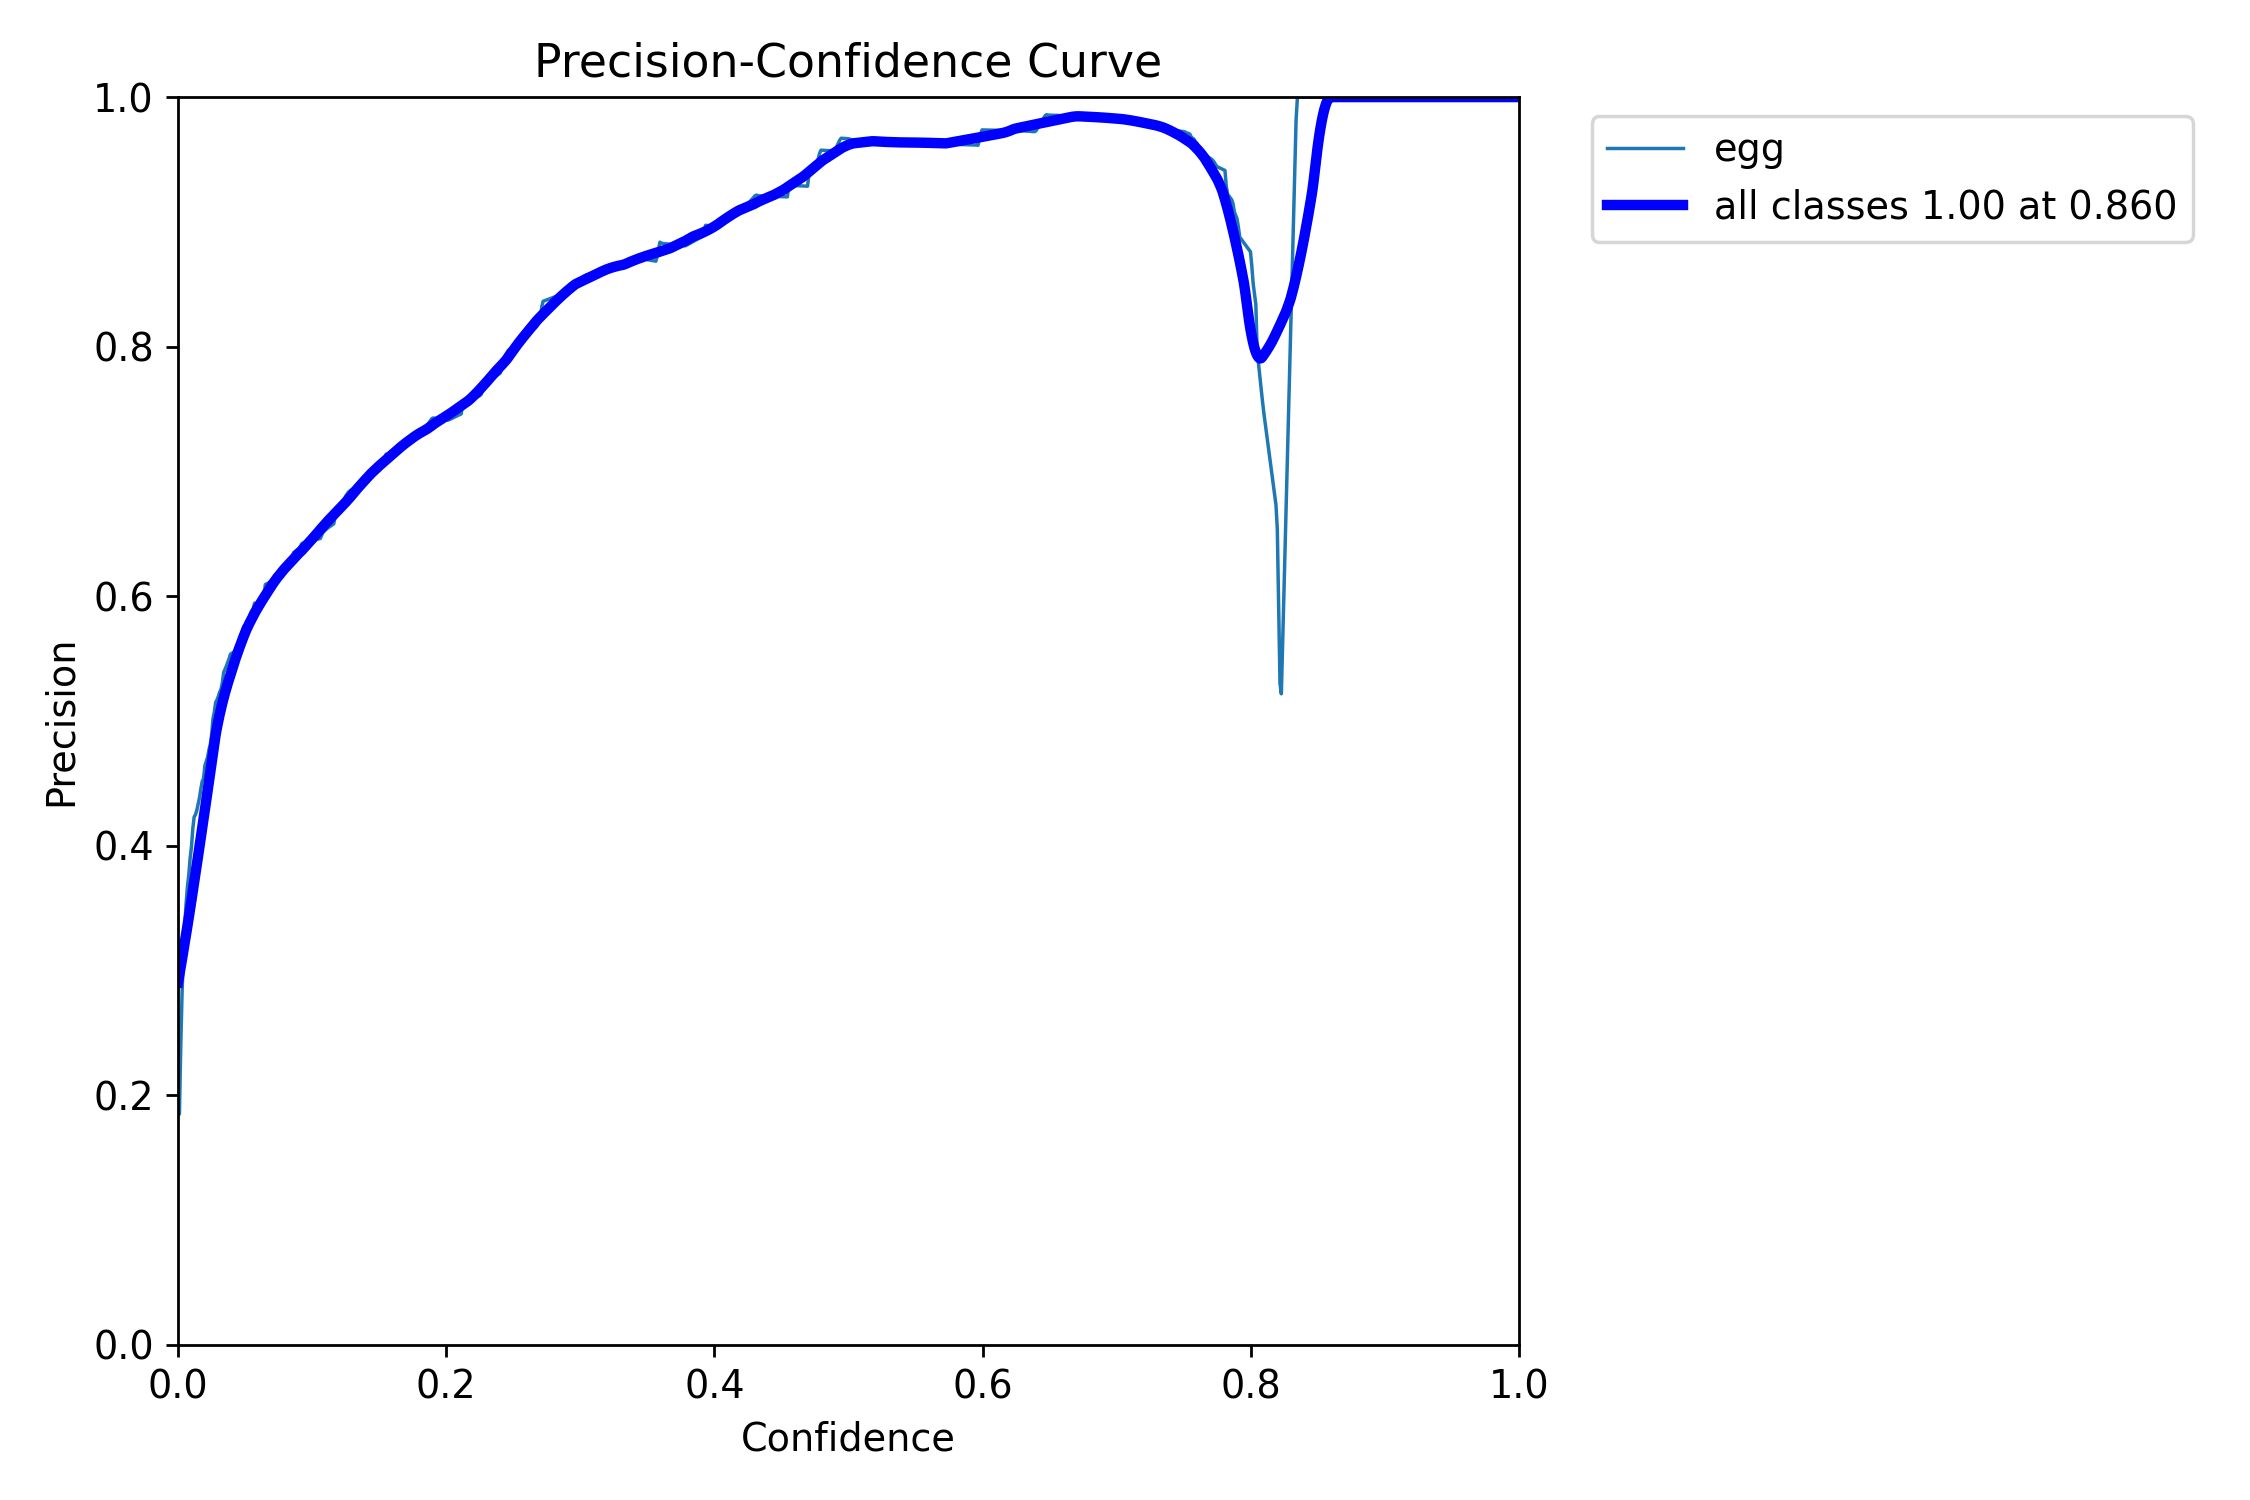 Precision-Confidence Curve
1.0
0.8
0.6
0.4
0.2
0.0
Precision
0.0 0.2 0.4 0.6 0.8 1.0
Confidence
egg
all classes 1.00 at 0.860